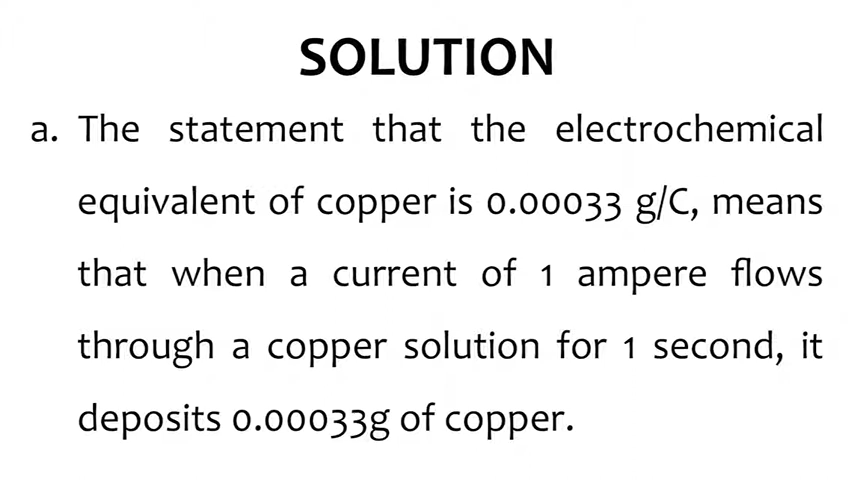 SOLUTION
a. The statement that the electrochemical
equivalent of copper is 0.00033 g/C, means
that when a current of 1 ampere flows
through a copper solution for 1 second, it
deposits 0.00033g of copper.